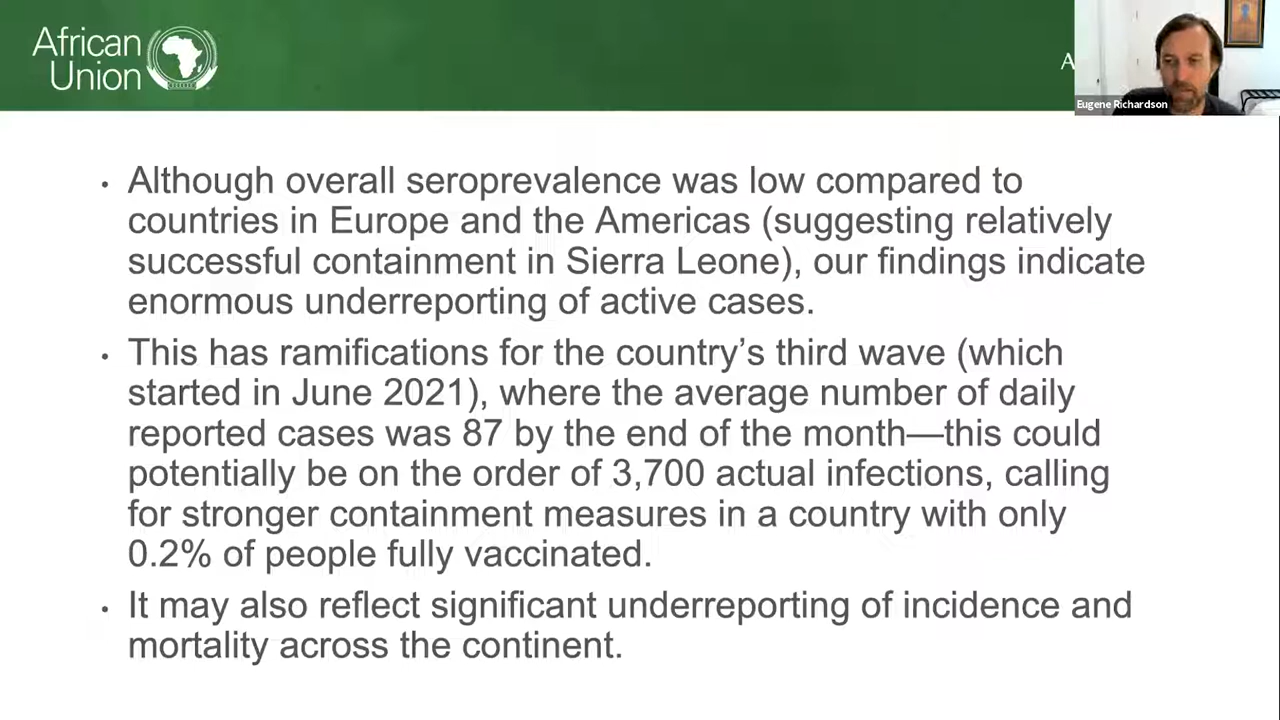 African
Union
A
Eugene Richardson
• Although overall seroprevalence was low compared to
countries in Europe and the Americas (suggesting relatively
successful containment in Sierra Leone), our findings indicate
enormous underreporting of active cases.
• This has ramifications for the country’s third wave (which
started in June 2021), where the average number of daily
reported cases was 87 by the end of the month—this could
potentially be on the order of 3,700 actual infections, calling
for stronger containment measures in a country with only
0.2% of people fully vaccinated.
• It may also reflect significant underreporting of incidence and
mortality across the continent.